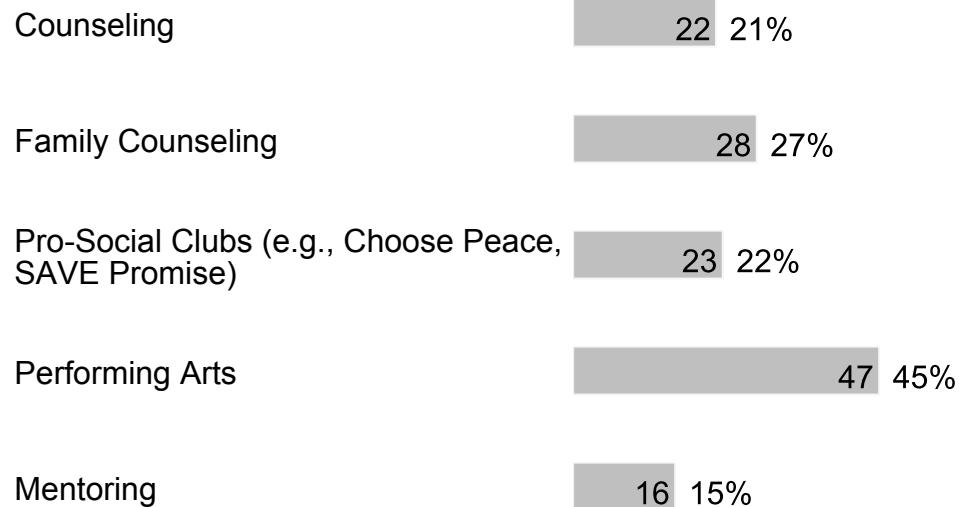 Counseling 22 21%
Family Counseling 28 27%
Pro-Social Clubs (e.g., Choose Peace,
SAVE Promise) 23 22%
Performing Arts 47 45%
Mentoring 16 15%